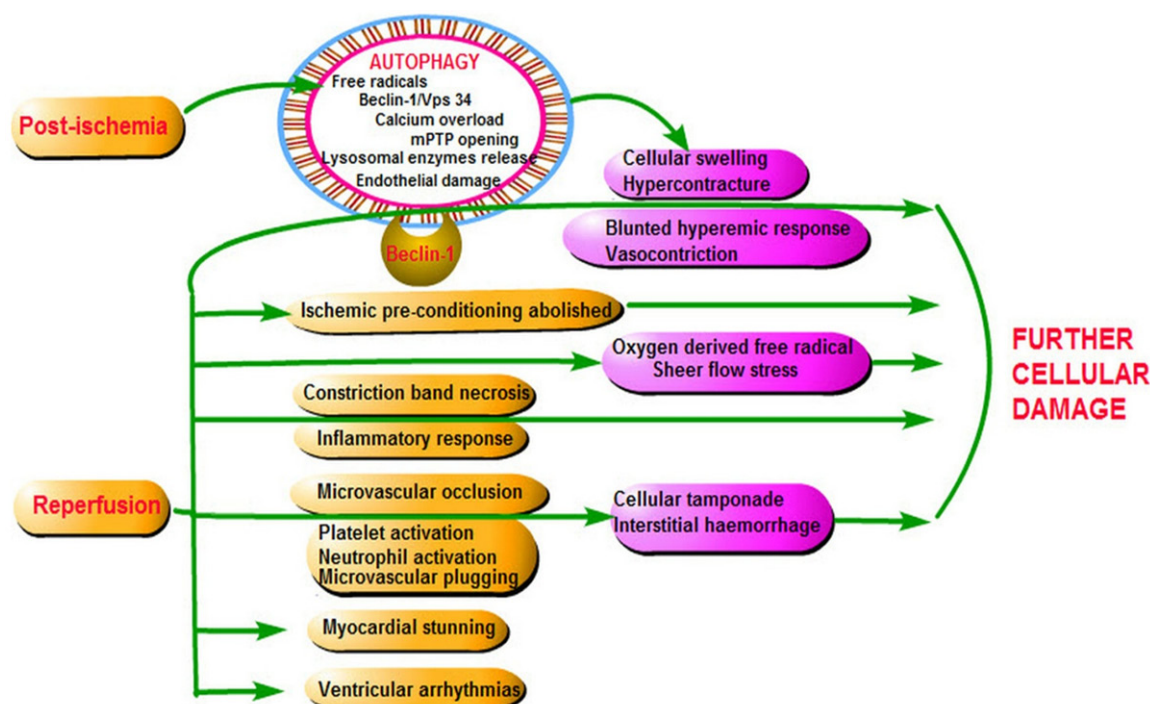 AUTOPHAGY
Free radicals
Beclin-1/Vps 34
Calcium overload
mPTP opening
Lysosomal enzymes release
Endothelial damage
Post-ischemia
Cellular swelling
Hypercontracture
Blunted hyperemic response
Vasocontriction
Beclin-1
Ischemic pre-conditioning abolished
Oxygen derived free radical
Sheer flow stress
FURTHER
CELLULAR
DAMAGE
Constriction band necrosis
Inflammatory response
Reperfusion
Microvascular occlusion
Cellular tamponade
Interstitial haemorrhage
Platelet activation
Neutrophil activation
Microvascular plugging
Myocardial stunning
Ventricular arrhythmias